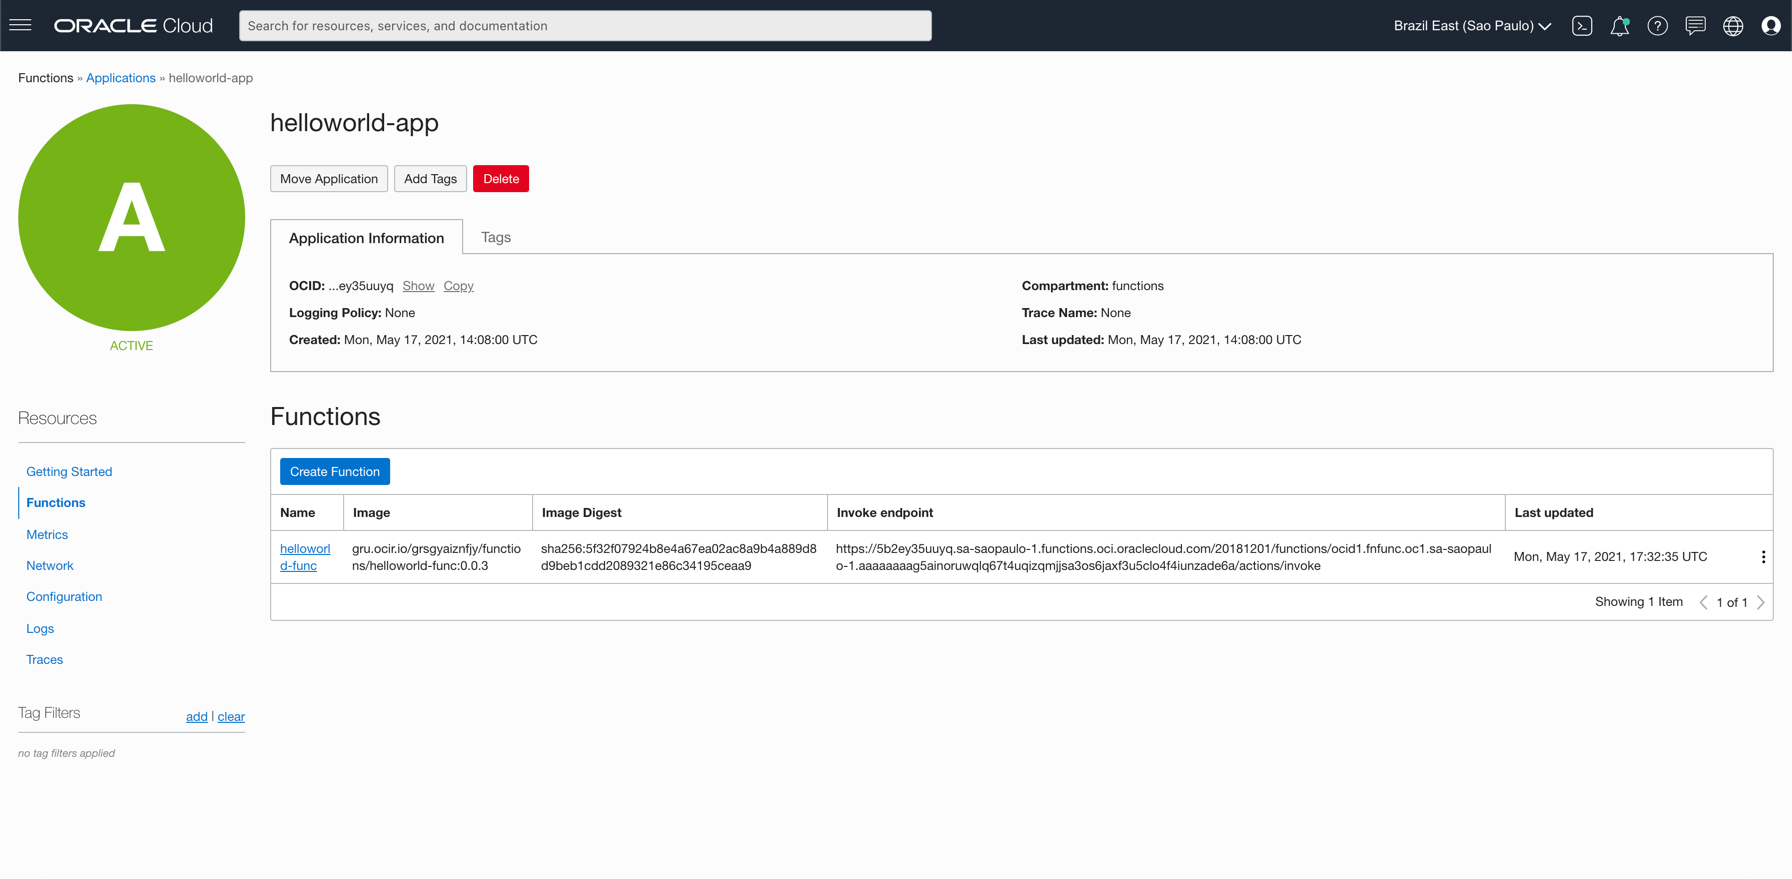 ORACLE Cloud
Search for resources, services, and documentation
Brazil East (Sao Paulo)
Functions » Applications » helloworld-app
A
ACTIVE
helloworld-app
Move Application
Add Tags
Delete
Application Information
Tags
OCID: ...ey35uuyq Show Copy
Logging Policy: None
Created: Mon, May 17, 2021, 14:08:00 UTC
Compartment: functions
Trace Name: None
Last updated: Mon, May 17, 2021, 14:08:00 UTC
Resources
Getting Started
Functions
Metrics
Network
Configuration
Logs
Traces
Tag Filters
add | clear
no tag filters applied
Functions
Create Function
Name Image Image Digest Invoke endpoint Last updated
helloworl
d-func
gru.ocir.io/grsgyaiznfjy/functio
ns/helloworld-func:0.0.3
sha256:5f32f07924b8e4a67ea02ac8a9b4a889d8
d9beb1cdd2089321e86c34195ceaa9
https://5b2ey35uuyq.sa-saopaulo-1.functions.oci.oraclecloud.com/20181201/functions/ocid1.fnfunc.oc1.sa-saopaul
o-1.aaaaaaaag5ainoruwqlq67t4uqizqmjjsa3os6jaxf3u5clo4f4iunzade6a/actions/invoke
Mon, May 17, 2021, 17:32:35 UTC
Showing 1 Item
1 of 1